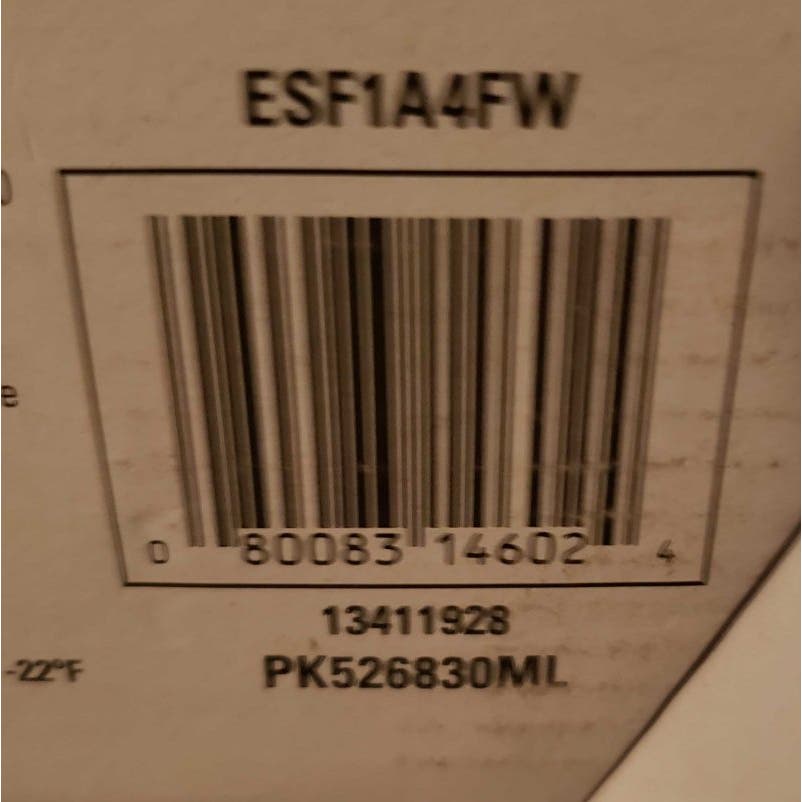 ESF1A4FW
e
0 80083 14602 4
13411928
-22°F
PK526830ML